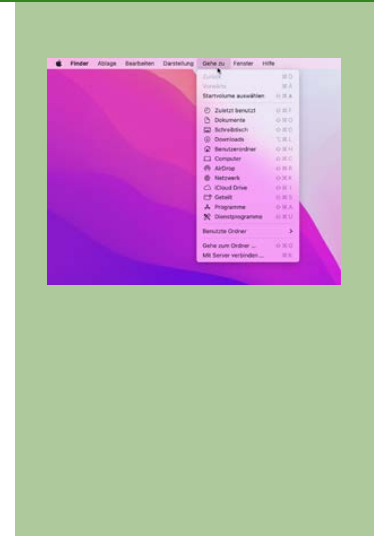 Finder Ablage Bearbeiten Darstellung Gehe zu Fenster Hilfe
Zurück
Vorwärts
Startvolume auswählen
Zuletzt benutzt
Dokumente
Schreibtisch
Downloads
Benutzerordner
Computer
AirDrop
Netzwerk
iCloud Drive
Geteilt
Programme
Dienstprogramme
Benutzte Ordner
Gehe zum Ordner ...
Mit Server verbinden ...